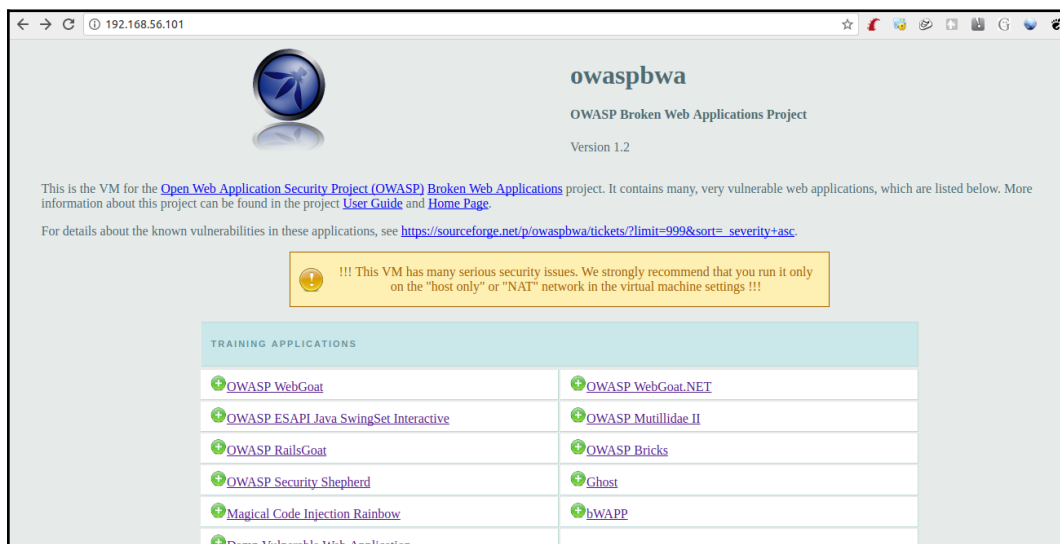 192.168.56.101
owaspbwa
OWASP Broken Web Applications Project
Version 1.2
This is the VM for the Open Web Application Security Project (OWASP) Broken Web Applications project. It contains many, very vulnerable web applications, which are listed below. More
information about this project can be found in the project User Guide and Home Page.
For details about the known vulnerabilities in these applications, see https://sourceforge.net/p/owaspbwa/tickets/?limit=999&sort=_severity+asc.
!!! This VM has many serious security issues. We strongly recommend that you run it only
on the "host only" or "NAT" network in the virtual machine settings !!!
TRAINING APPLICATIONS
OWASP WebGoat
OWASP WebGoat.NET
OWASP ESAPI Java SwingSet Interactive
OWASP Mutillidae II
OWASP RailsGoat
OWASP Bricks
OWASP Security Shepherd
Ghost
Magical Code Injection Rainbow
bWAPP
Damn Vulnerable Web Application